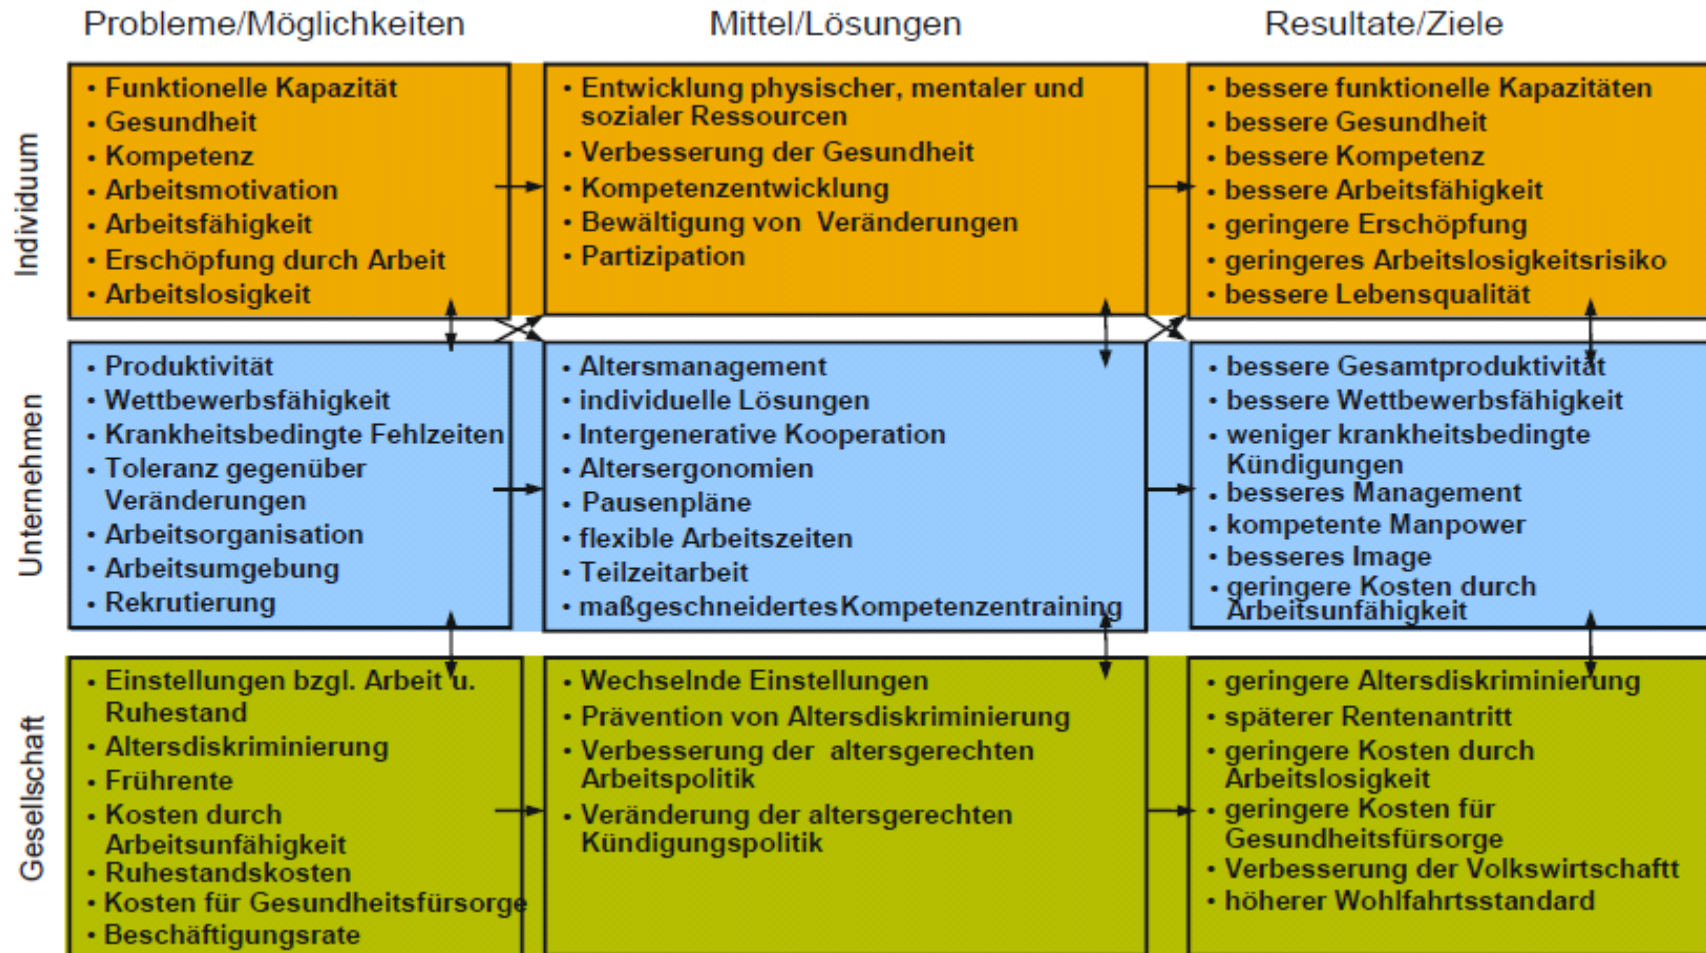 Probleme/Möglichkeiten
Mittel/Lösungen
Resultate/Ziele
Individuum
• Funktionelle Kapazität
• Gesundheit
• Kompetenz
• Arbeitsmotivation
• Arbeitsfähigkeit
• Erschöpfung durch Arbeit
• Arbeitslosigkeit
• Entwicklung physischer, mentaler und
sozialer Ressourcen
• Verbesserung der Gesundheit
• Kompetenzentwicklung
• Bewältigung von Veränderungen
• Partizipation
• bessere funktionelle Kapazitäten
• bessere Gesundheit
• bessere Kompetenz
• bessere Arbeitsfähigkeit
• geringere Erschöpfung
• geringeres Arbeitslosigkeitsrisiko
• bessere Lebensqualität
Unternehmen
• Produktivität
• Wettbewerbsfähigkeit
• Krankheitsbedingte Fehlzeiten
• Toleranz gegenüber
Veränderungen
• Arbeitsorganisation
• Arbeitsumgebung
• Rekrutierung
• Altersmanagement
• individuelle Lösungen
• Intergenerative Kooperation
• Altersergonomien
• Pausenpläne
• flexible Arbeitszeiten
• Teilzeitarbeit
• maßgeschneidertes Kompetenzentraining
• bessere Gesamtproduktivität
• bessere Wettbewerbsfähigkeit
• weniger krankheitsbedingte
Kündigungen
• besseres Management
• kompetente Manpower
• besseres Image
• geringere Kosten durch
Arbeitsunfähigkeit
Gesellschaft
• Einstellungen bzgl. Arbeit u.
Ruhestand
• Altersdiskriminierung
• Frührente
• Kosten durch
Arbeitsunfähigkeit
• Ruhestandskosten
• Kosten für Gesundheitsfürsorge
• Beschäftigungsrate
• Wechselnde Einstellungen
• Prävention von Altersdiskriminierung
• Verbesserung der altersgerechten
Arbeitspolitik
• Veränderung der altersgerechten
Kündigungspolitik
• geringere Altersdiskriminierung
• späterer Rentenantritt
• geringere Kosten durch
Arbeitslosigkeit
• geringere Kosten für
Gesundheitsfürsorge
• Verbesserung der Volkswirtschaftt
• höherer Wohlfahrtsstandard